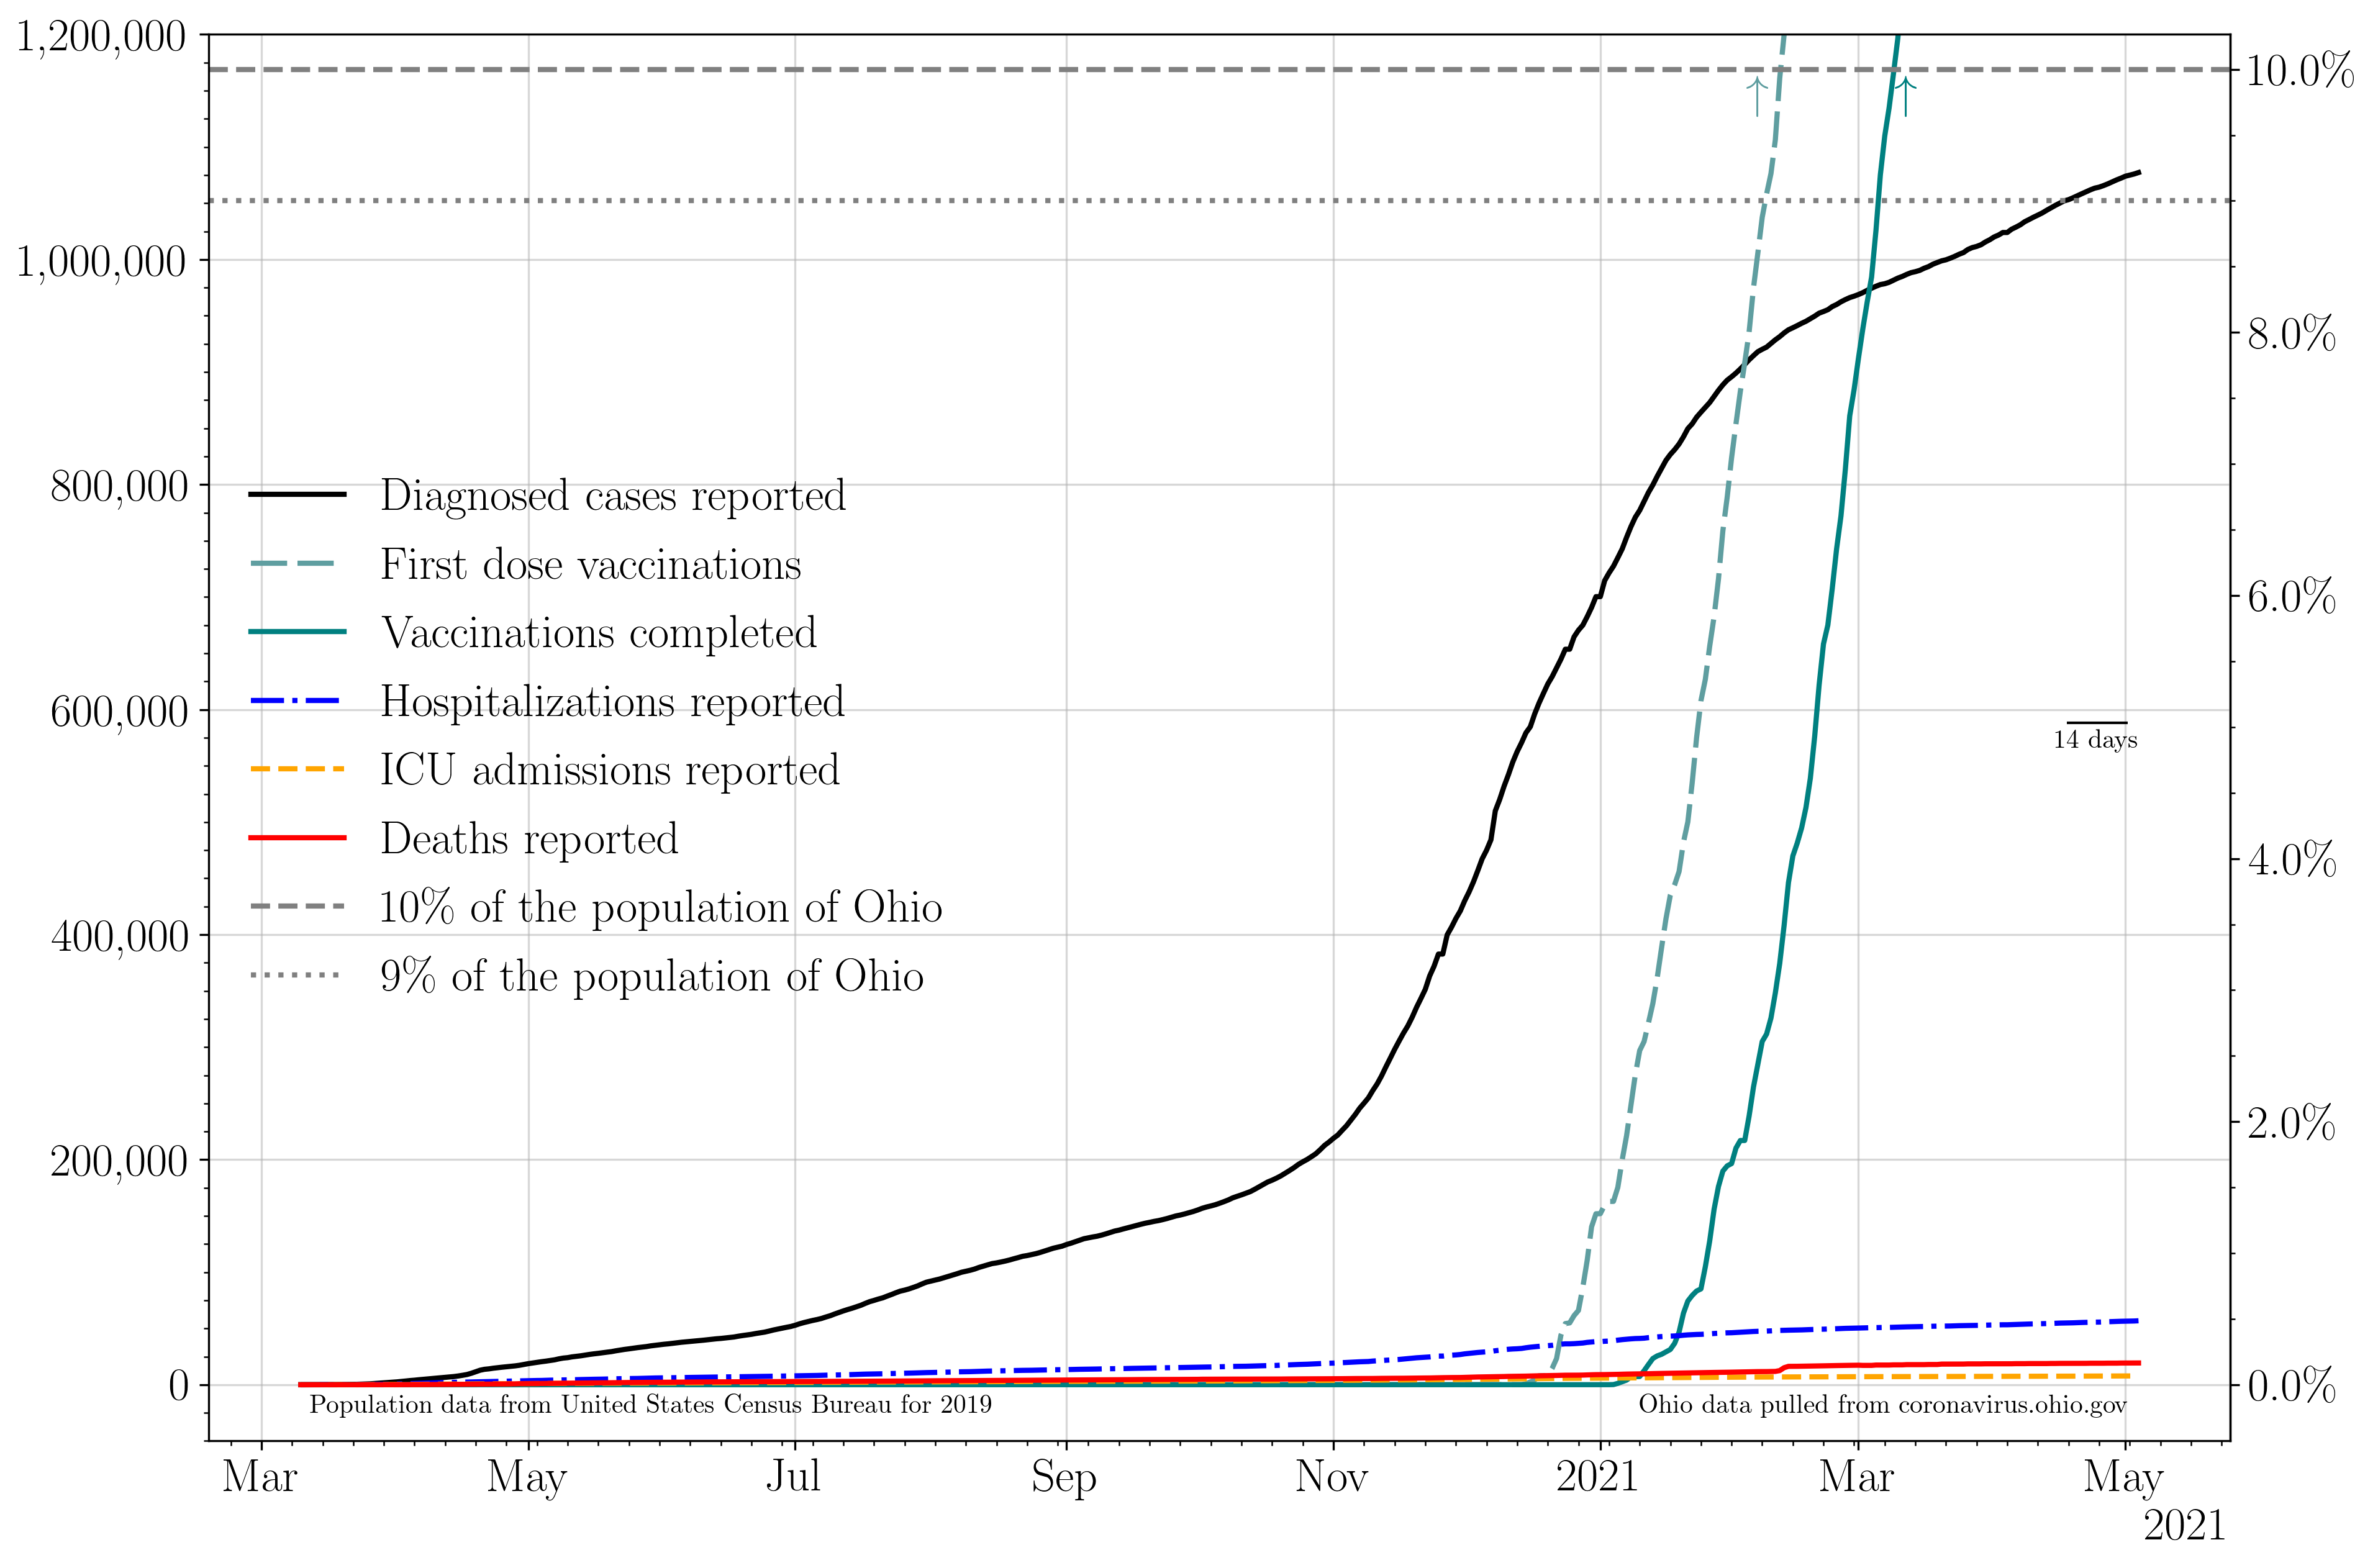 1,200,000
1,000,000
800,000
600,000
400,000
200,000
0
10.0%
8.0%
6.0%
4.0%
2.0%
0.0%
Diagnosed cases reported
First dose vaccinations
Vaccinations completed
Hospitalizations reported
ICU admissions reported
Deaths reported
10% of the population of Ohio
9% of the population of Ohio
14 days
Population data from United States Census Bureau for 2019
Ohio data pulled from coronavirus.ohio.gov
Mar May Jul Sep Nov 2021 Mar May
2021